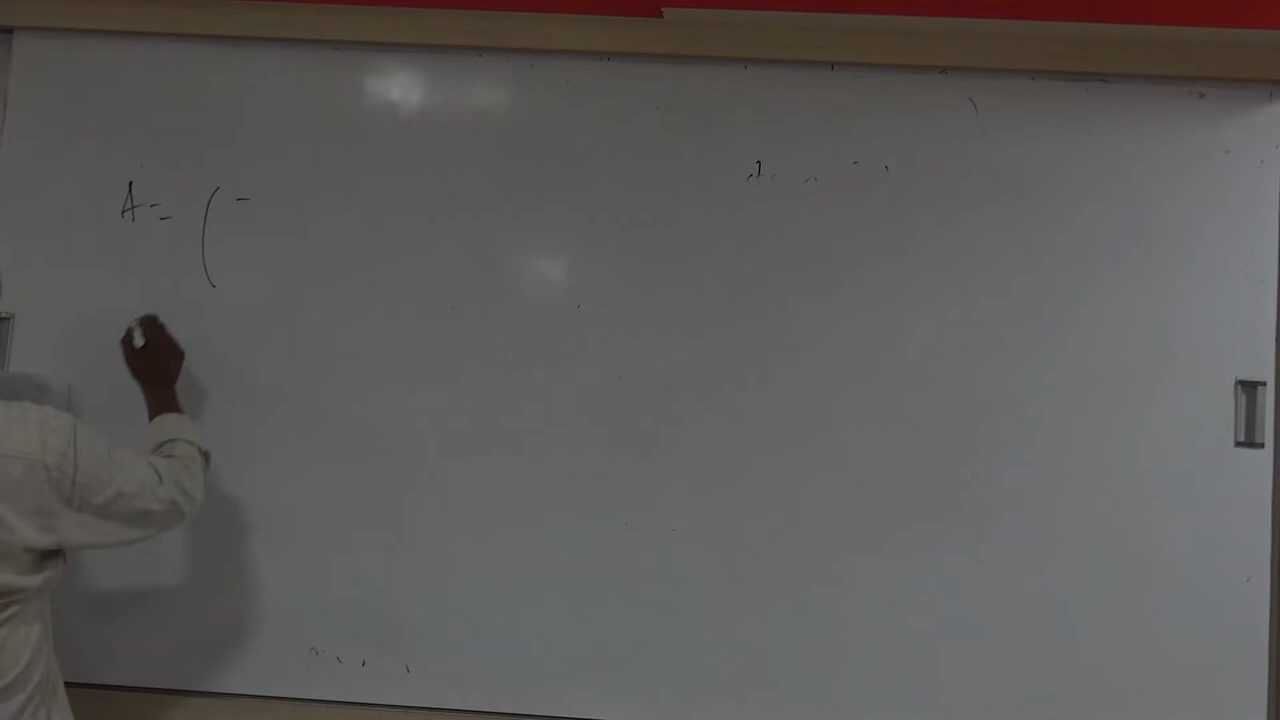 A = ( -